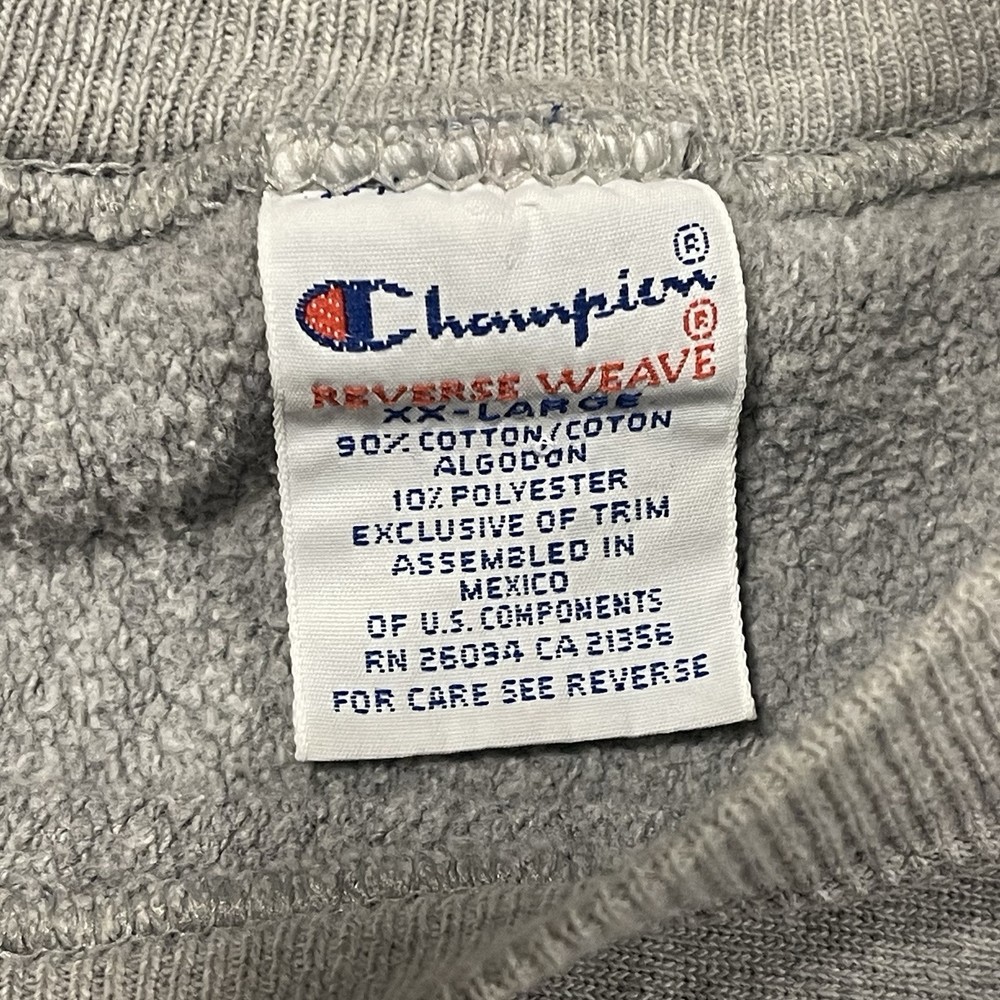 Champion®
®
REVERSE WEAVE
XX-LARGE
90% COTTON/COTON
ALGODON
10% POLYESTER
EXCLUSIVE OF TRIM
ASSEMBLED IN
MEXICO
OF U.S. COMPONENTS
RN 26094 CA 21356
FOR CARE SEE REVERSE